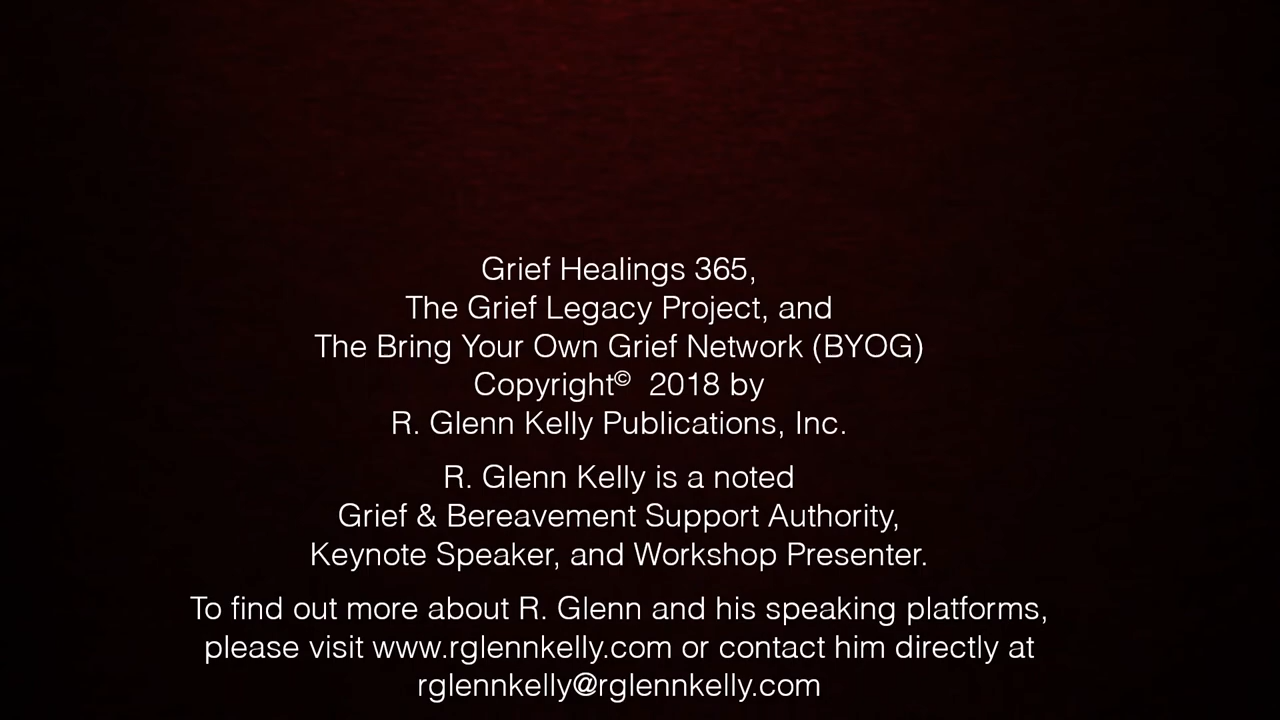 Grief Healings 365,
The Grief Legacy Project, and
The Bring Your Own Grief Network (BYOG)
Copyright©  2018 by
R. Glenn Kelly Publications, Inc.
R. Glenn Kelly is a noted
Grief & Bereavement Support Authority,
Keynote Speaker, and Workshop Presenter.
To find out more about R. Glenn and his speaking platforms,
please visit www.rglennkelly.com or contact him directly at
rglennkelly@rglennkelly.com